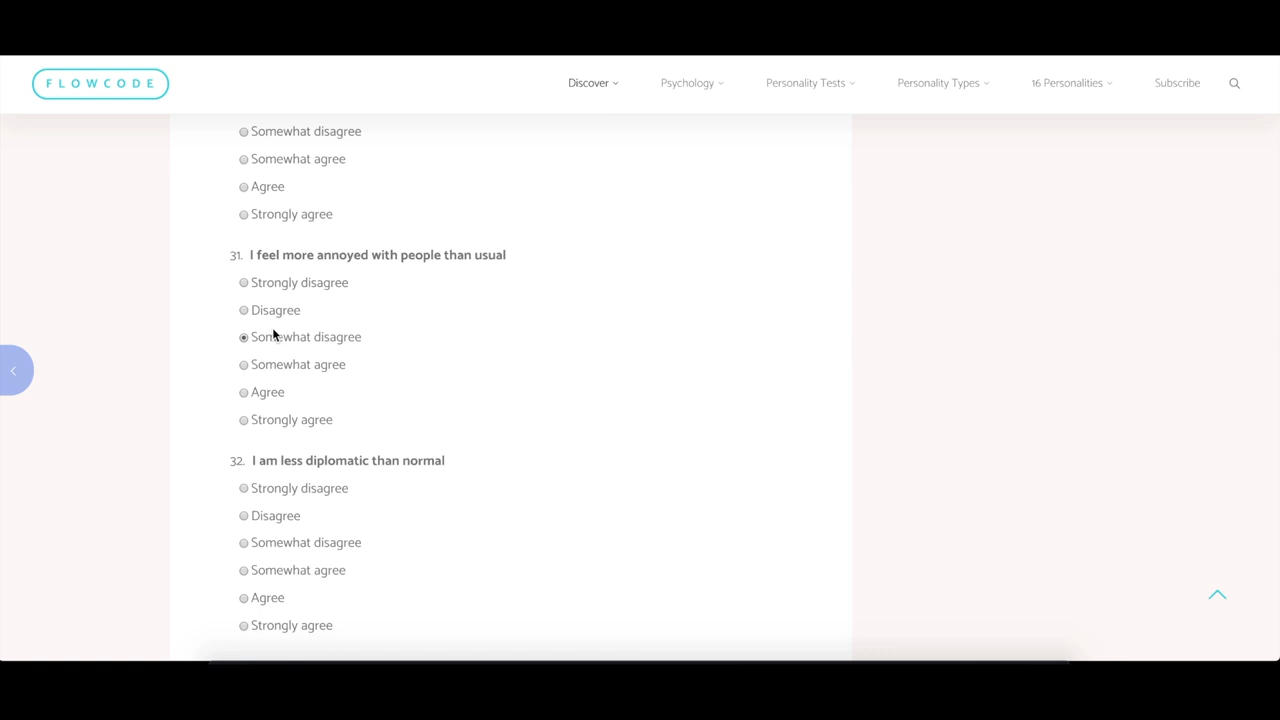 FLOWCODE
Discover
Psychology
Personality Tests
Personality Types
16 Personalities
Subscribe
Somewhat disagree
Somewhat agree
Agree
Strongly agree
31. I feel more annoyed with people than usual
Strongly disagree
Disagree
Somewhat disagree
Somewhat agree
Agree
Strongly agree
32. I am less diplomatic than normal
Strongly disagree
Disagree
Somewhat disagree
Somewhat agree
Agree
Strongly agree